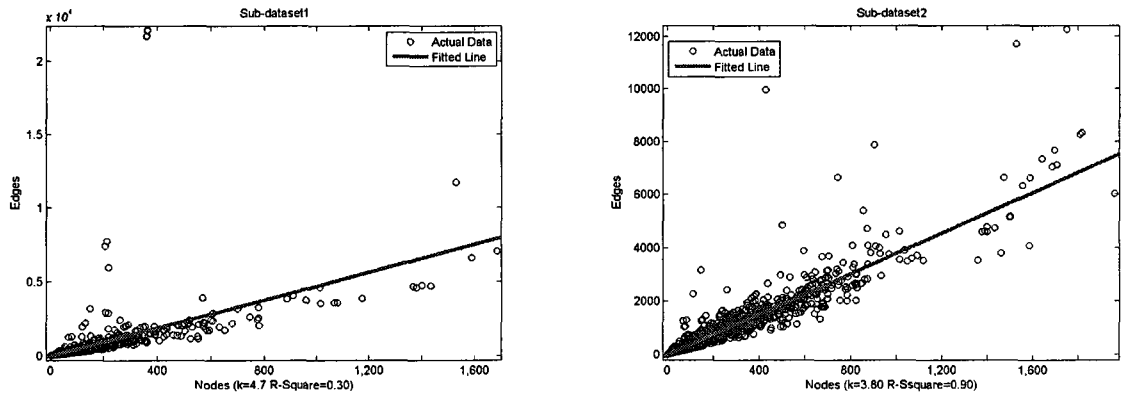 Sub-dataset1
x 10⁴
2
1.5
1
0.5
0
Edges
Actual Data
Fitted Line
0 400 800 1,200 1,600
Nodes (k=4.7 R-Square=0.30)
Sub-dataset2
12000
10000
8000
6000
4000
2000
0
Edges
Actual Data
Fitted Line
0 400 800 1,200 1,600
Nodes (k=3.80 R-Ssquare=0.90)